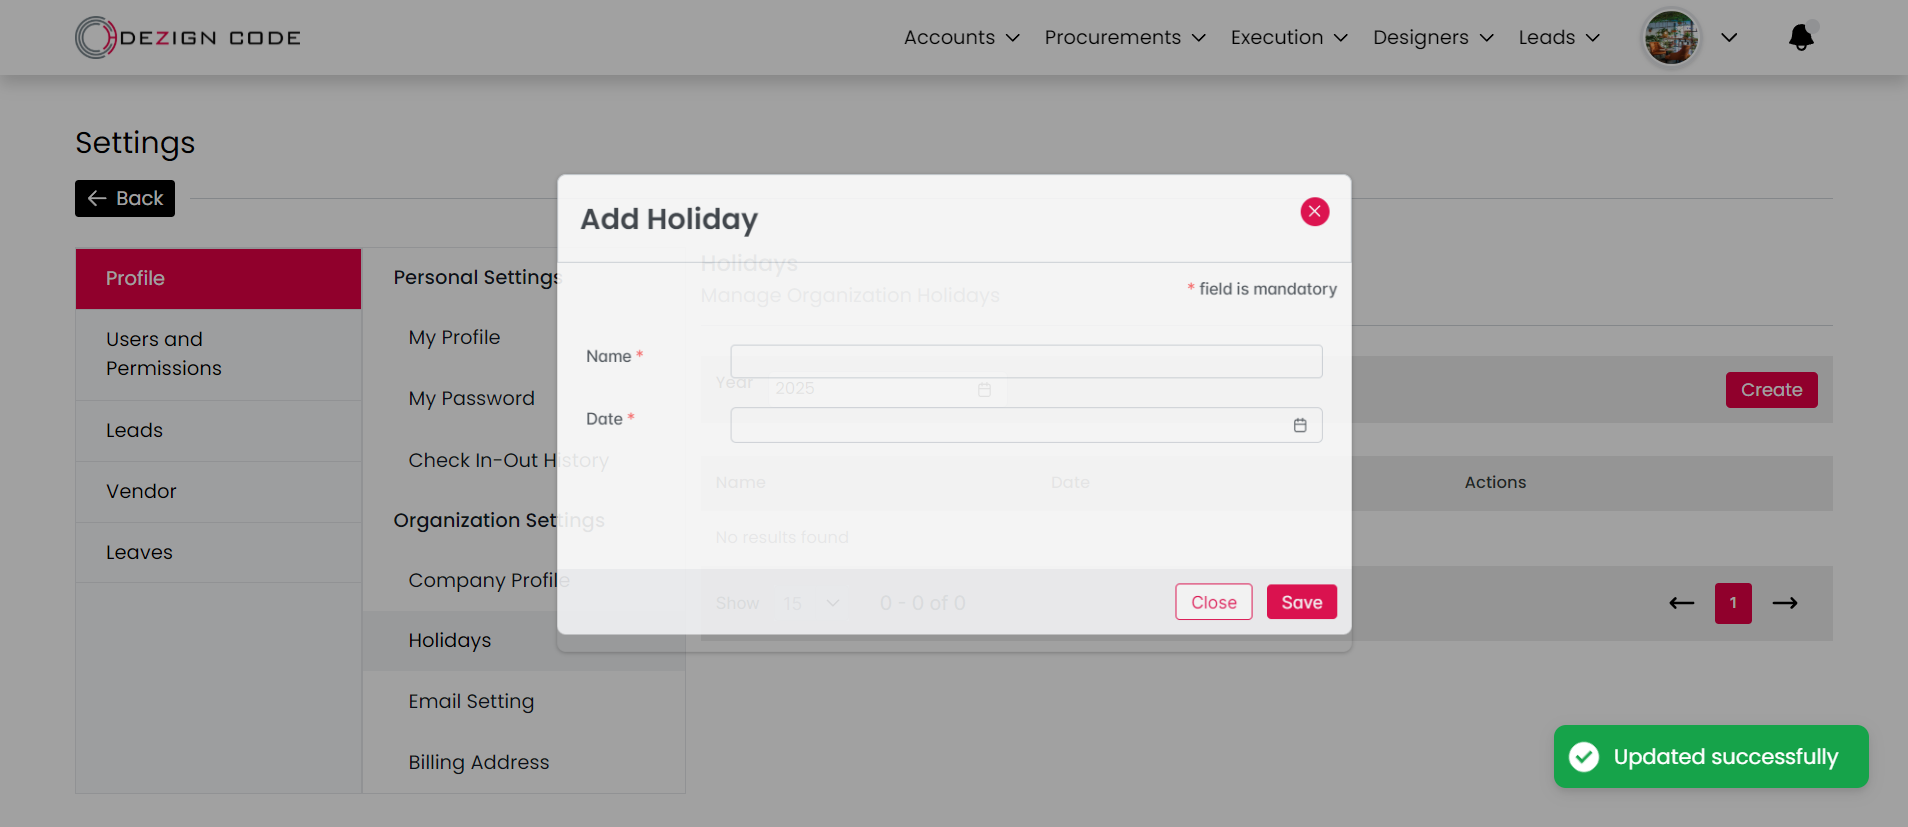 DEZIGN CODE
Accounts
Procurements
Execution
Designers
Leads
Settings
Back
Profile
Users and
Permissions
Leads
Vendor
Leaves
Personal Settings
My Profile
My Password
Check In-Out History
Organization Settings
Company Profile
Holidays
Email Setting
Billing Address
Add Holiday
Holidays
Manage Organization Holidays
* field is mandatory
Name *
Year 2025
Create
Date *
Name Date Actions
No results found
Show 15 0 - 0 of 0
Close Save
1
Updated successfully